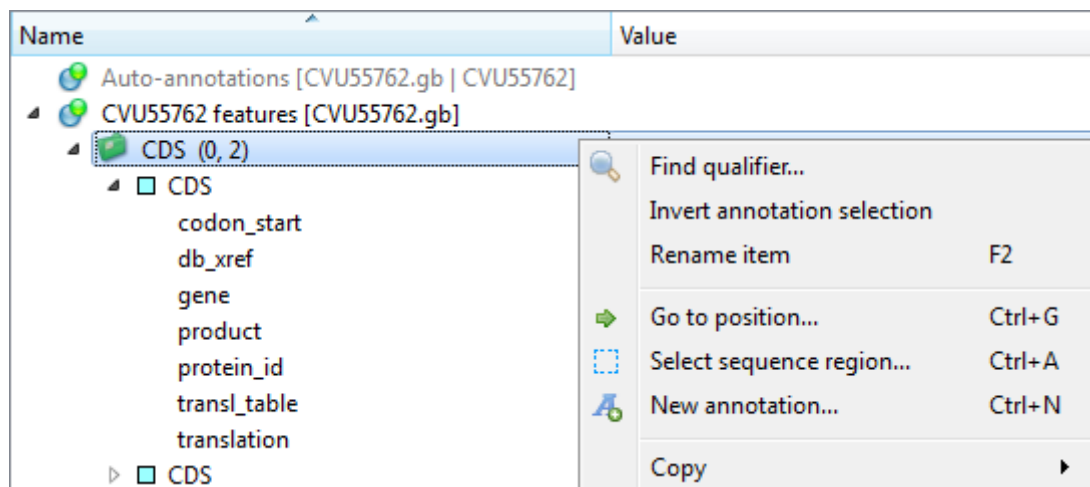 Name Value
Auto-annotations [CVU55762.gb | CVU55762]
CVU55762 features [CVU55762.gb]
CDS (0, 2)
CDS
codon_start
db_xref
gene
product
protein_id
transl_table
translation
CDS
Find qualifier...
Invert annotation selection
Rename item F2
Go to position... Ctrl+G
Select sequence region... Ctrl+A
New annotation... Ctrl+N
Copy